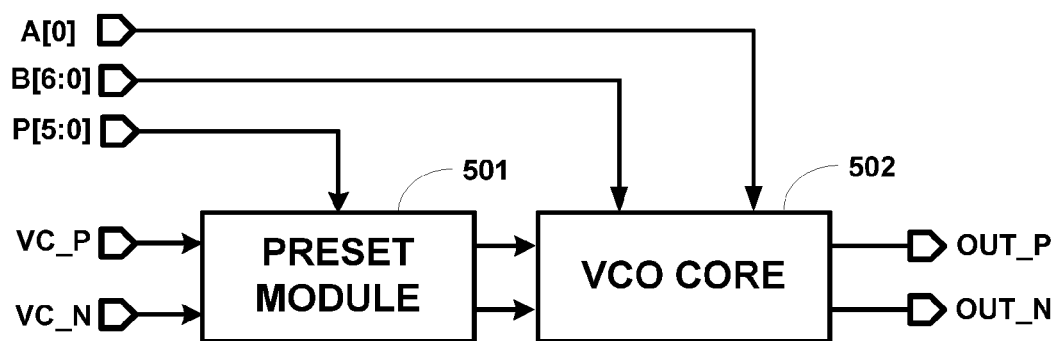 A[0]
B[6:0]
P[5:0]
501
502
VC_P
VC_N
PRESET
MODULE
VCO CORE
OUT_P
OUT_N